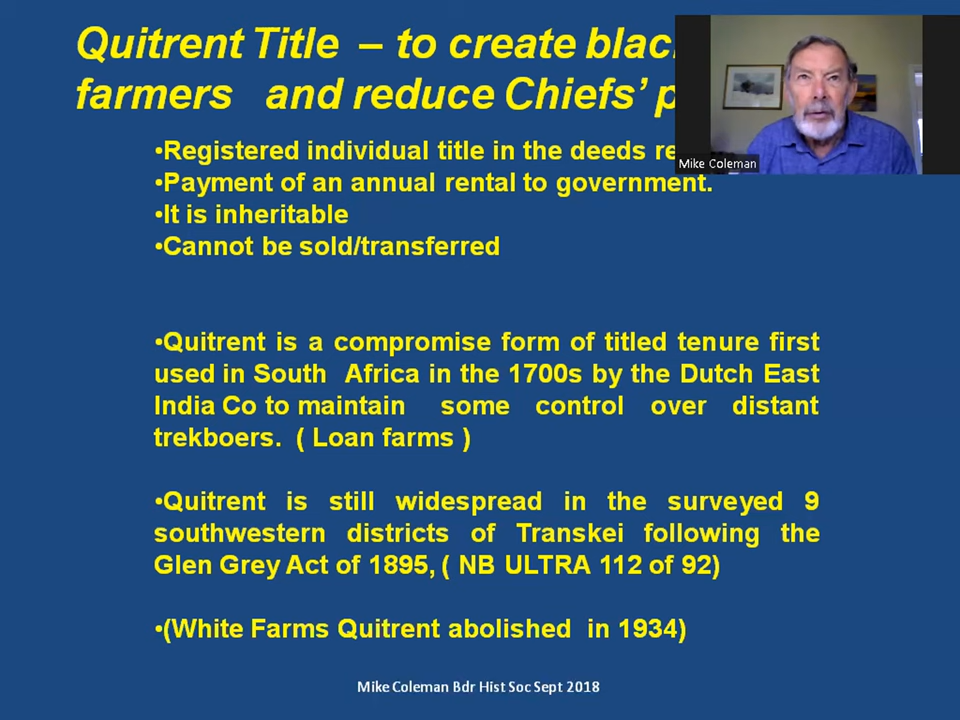 Quitrent Title – to create
farmers and reduce Chiefs'
•Registered individual title in the deeds
Mike Coleman
•Payment of an annual rental to government.
•It is inheritable
•Cannot be sold/transferred
•Quitrent is a compromise form of titled tenure first
used in South Africa in the 1700s by the Dutch East
India Co to maintain some control over distant
trekboers. ( Loan farms )
•Quitrent is still widespread in the surveyed 9
southwestern districts of Transkei following the
Glen Grey Act of 1895, ( NB ULTRA 112 of 92)
•(White Farms Quitrent abolished in 1934)
Mike Coleman Bdr Hist Soc Sept 2018